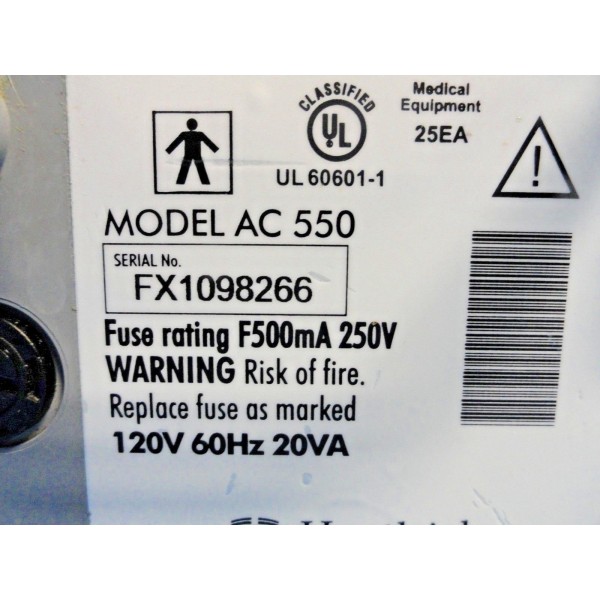 CLASSIFIED
UL
UL 60601-1
Medical
Equipment
25EA
MODEL AC 550
SERIAL No.
FX1098266
Fuse rating F500mA 250V
WARNING Risk of fire.
Replace fuse as marked
120V 60Hz 20VA